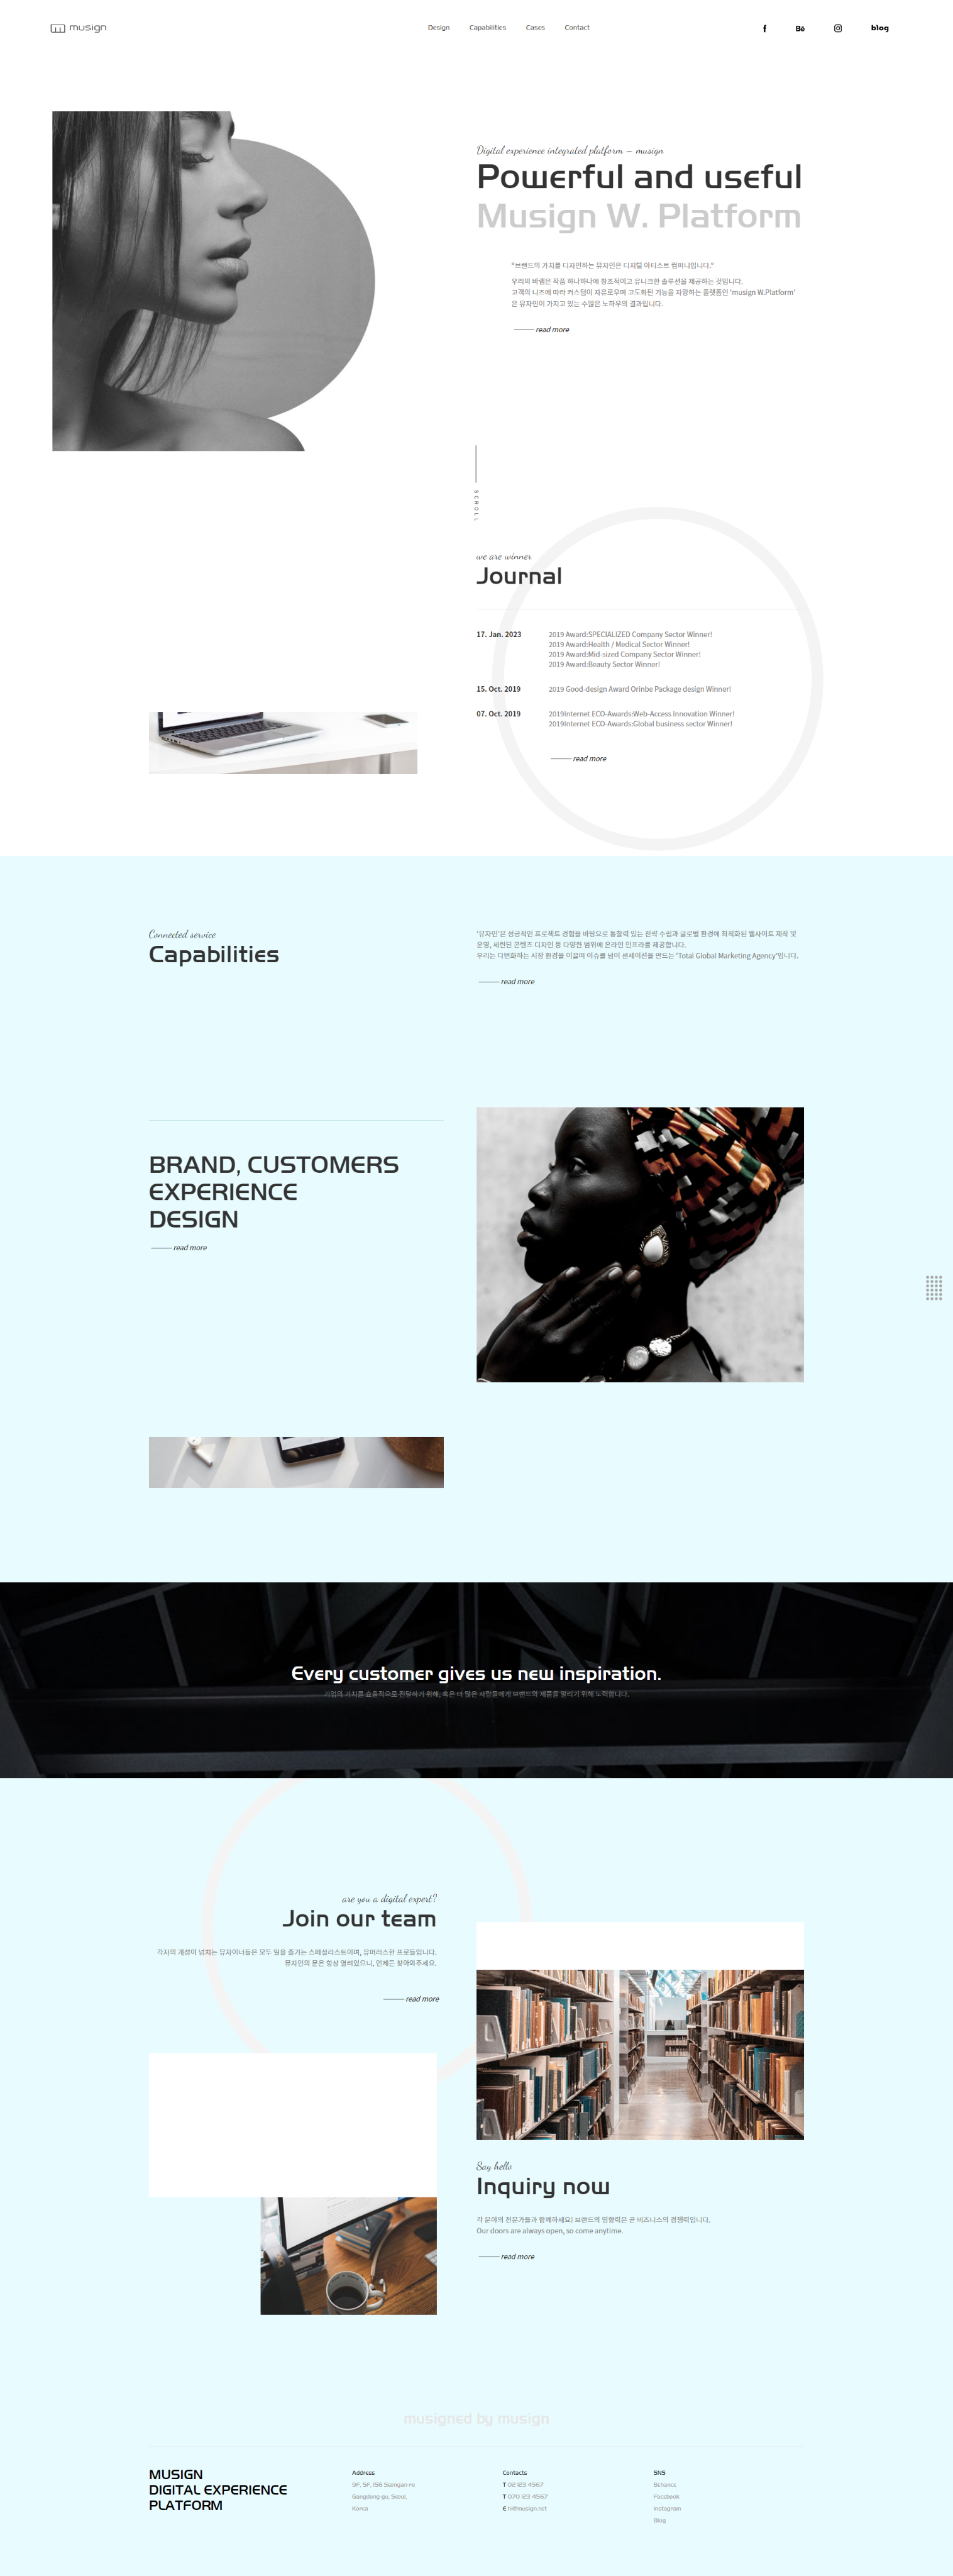 musign
Design
Capabilities
Cases
Contact
f
Bē
blog
Digital experience integrated platform – musign
Powerful and useful
Musign W. Platform
"브랜드의 가치를 디자인하는 뮤자인은 디지털 아티스트 컴퍼니입니다."
우리의 바램은 작품 하나하나에 창조적이고 유니크한 솔루션을 제공하는 것입니다.
고객의 니즈에 따라 커스텀이 자유로우며 고도화된 기능을 자랑하는 플랫폼인 'musign W.Platform'
은 뮤자인이 가지고 있는 수많은 노하우의 결과입니다.
read more
SCROLL
we are winner
Journal
17. Jan. 2023
2019 Award:SPECIALIZED Company Sector Winner!
2019 Award:Health / Medical Sector Winner!
2019 Award:Mid-sized Company Sector Winner!
2019 Award:Beauty Sector Winner!
15. Oct. 2019
2019 Good-design Award Orinbe Package design Winner!
07. Oct. 2019
2019Internet ECO-Awards:Web-Access Innovation Winner!
2019Internet ECO-Awards:Global business sector Winner!
read more
Connected service
Capabilities
'뮤자인'은 성공적인 프로젝트 경험을 바탕으로 통찰력 있는 전략 수립과 글로벌 환경에 최적화된 웹사이트 제작 및
운영, 세련된 콘텐츠 디자인 등 다양한 범위에 온라인 인프라를 제공합니다.
우리는 다변화하는 시장 환경을 이끌며 이슈를 넘어 센세이션을 만드는 'Total Global Marketing Agency'입니다.
read more
BRAND, CUSTOMERS
EXPERIENCE
DESIGN
read more
Every customer gives us new inspiration.
기업의 가치를 효율적으로 전달하기 위해, 혹은 더 많은 사람들에게 브랜드와 제품을 알리기 위해 노력합니다.
are you a digital expert?
Join our team
각자의 개성이 넘치는 뮤자이너들은 모두 일을 즐기는 스페셜리스트이며, 유머러스한 프로들입니다.
뮤자인의 문은 항상 열려있으니, 언제든 찾아와주세요.
read more
Say hello
Inquiry now
각 분야의 전문가들과 함께하세요! 브랜드의 영향력은 곧 비즈니스의 경쟁력입니다.
Our doors are always open, so come anytime.
read more
musigned by musign
MUSIGN
DIGITAL EXPERIENCE
PLATFORM
Address
9F, 5F, 156 Seongan-ro
Gangdong-gu, Seoul,
Korea
Contacts
T 02 123 4567
T 070 123 4567
E hi@musign.net
SNS
Behance
Facebook
Instagram
Blog